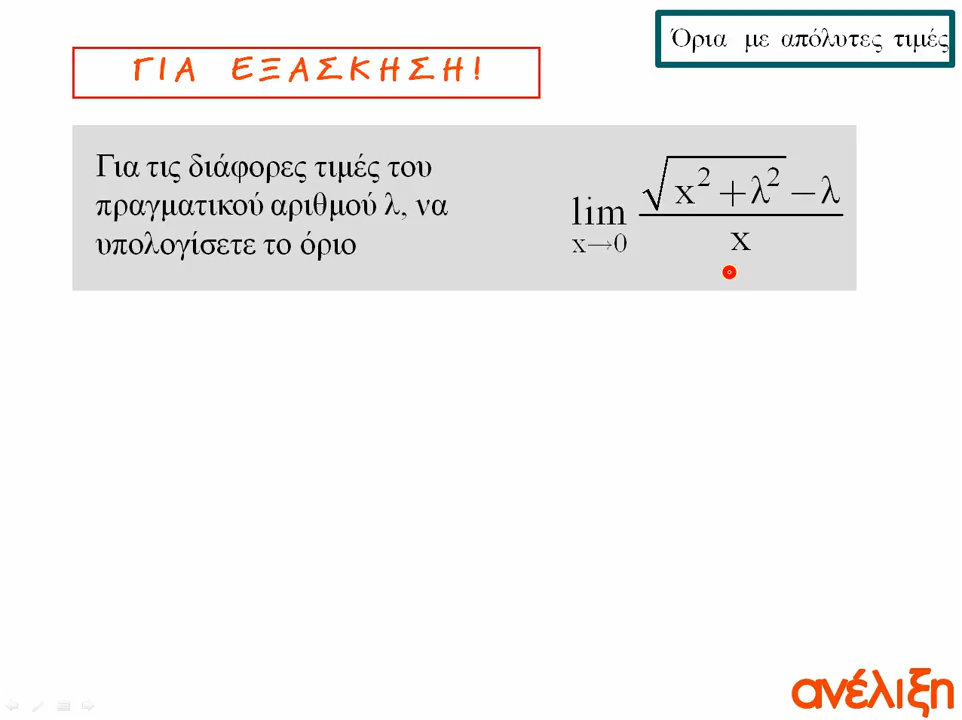 Όρια με απόλυτες τιμές
ΓΙΑ ΕΞΑΣΚΗΣΗ!
Για τις διάφορες τιμές του
πραγματικού αριθμού λ, να
υπολογίσετε το όριο
lim x→0 (√(x² + λ²) − λ) / x
ανέλιξη